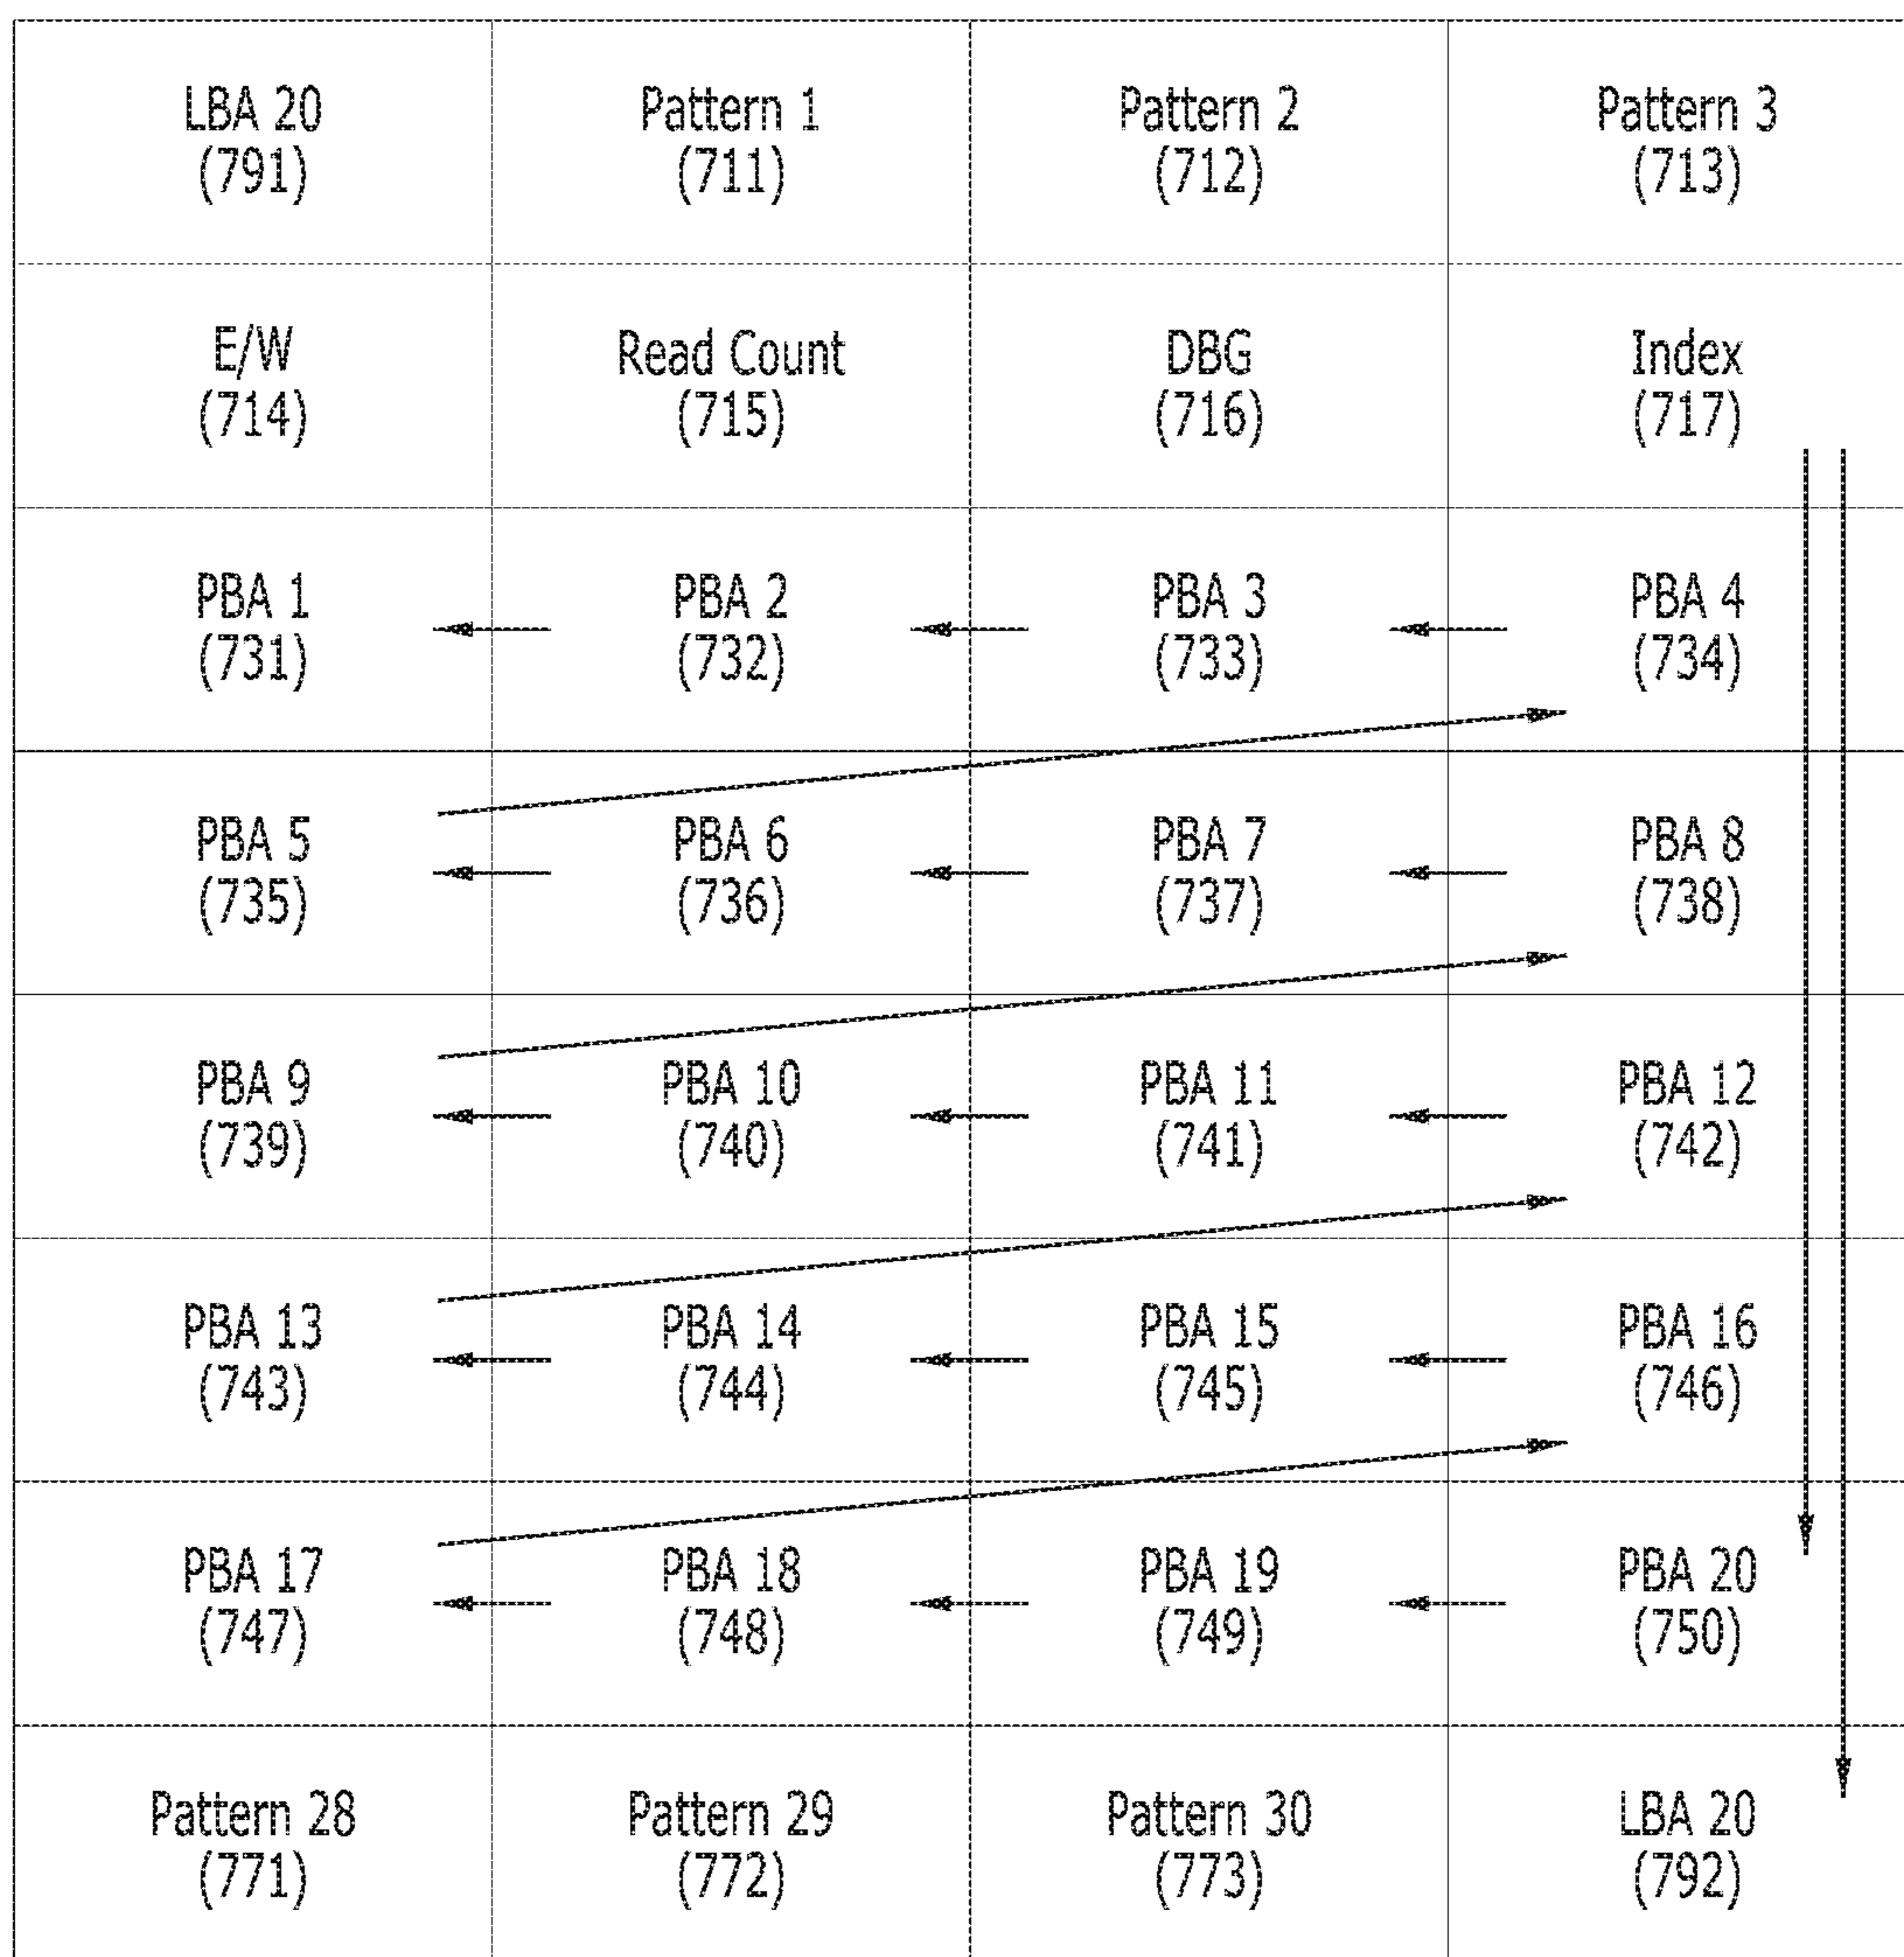 LBA 20
(791)
Pattern 1
(711)
Pattern 2
(712)
Pattern 3
(713)
E/W
(714)
Read Count
(715)
DBG
(716)
Index
(717)
PBA 1
(731)
PBA 2
(732)
PBA 3
(733)
PBA 4
(734)
PBA 5
(735)
PBA 6
(736)
PBA 7
(737)
PBA 8
(738)
PBA 9
(739)
PBA 10
(740)
PBA 11
(741)
PBA 12
(742)
PBA 13
(743)
PBA 14
(744)
PBA 15
(745)
PBA 16
(746)
PBA 17
(747)
PBA 18
(748)
PBA 19
(749)
PBA 20
(750)
Pattern 28
(771)
Pattern 29
(772)
Pattern 30
(773)
LBA 20
(792)